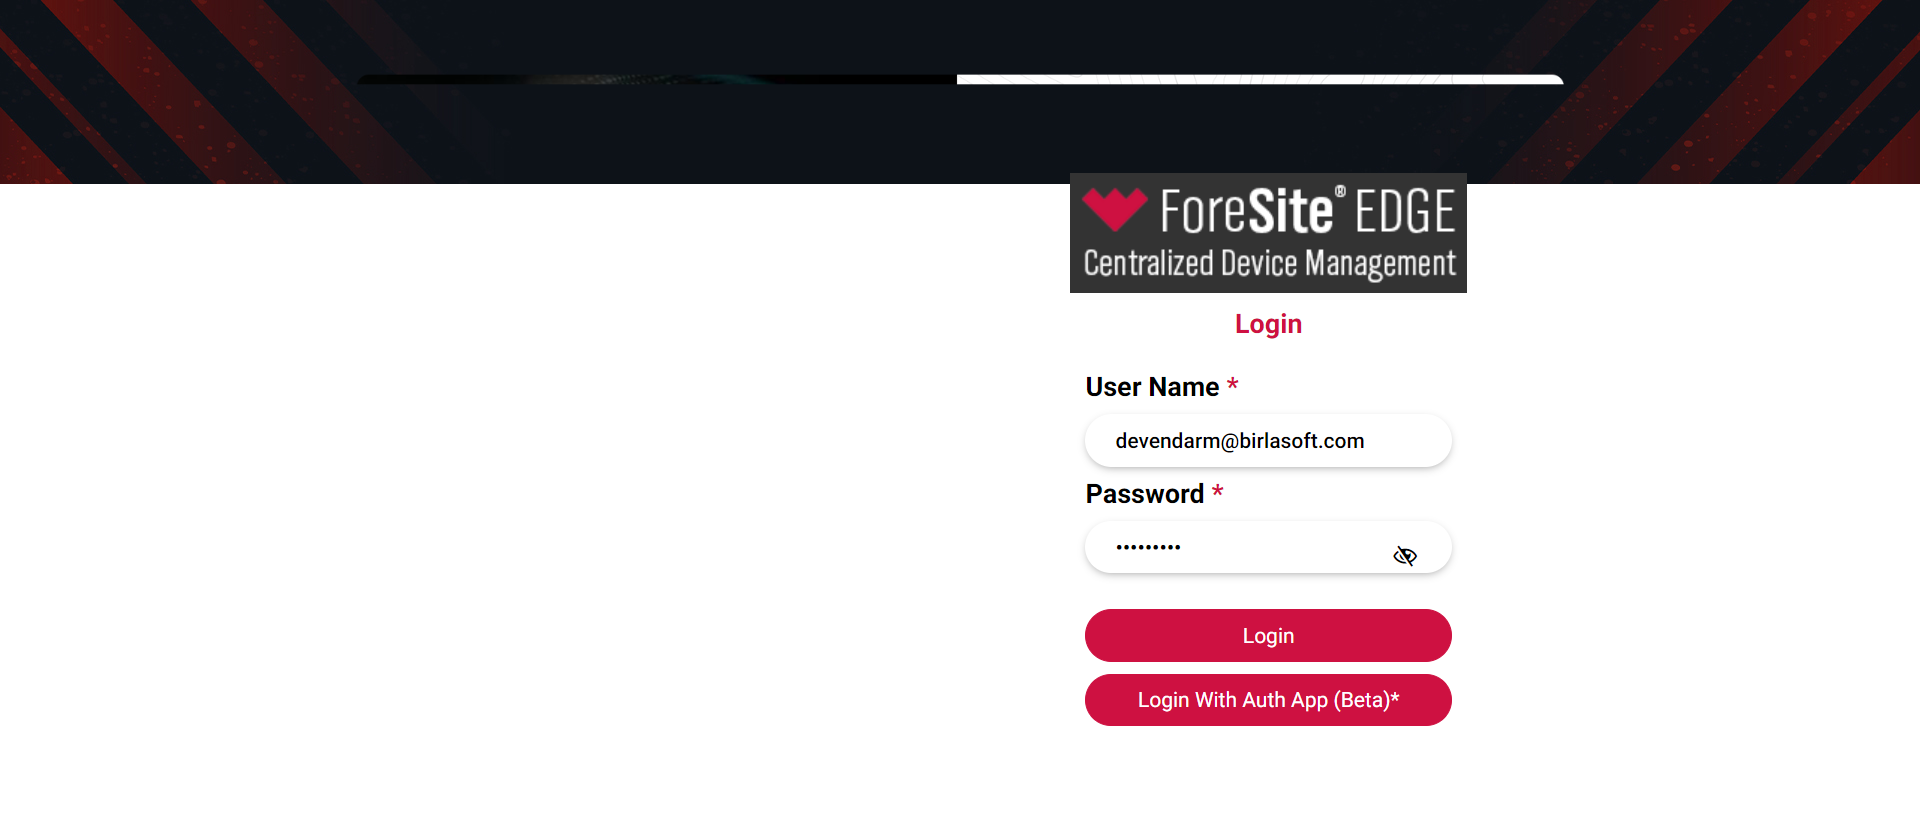 ForeSite® EDGE
Centralized Device Management
Login
User Name *
devendarm@birlasoft.com
Password *
•••••••••
Login
Login With Auth App (Beta)*